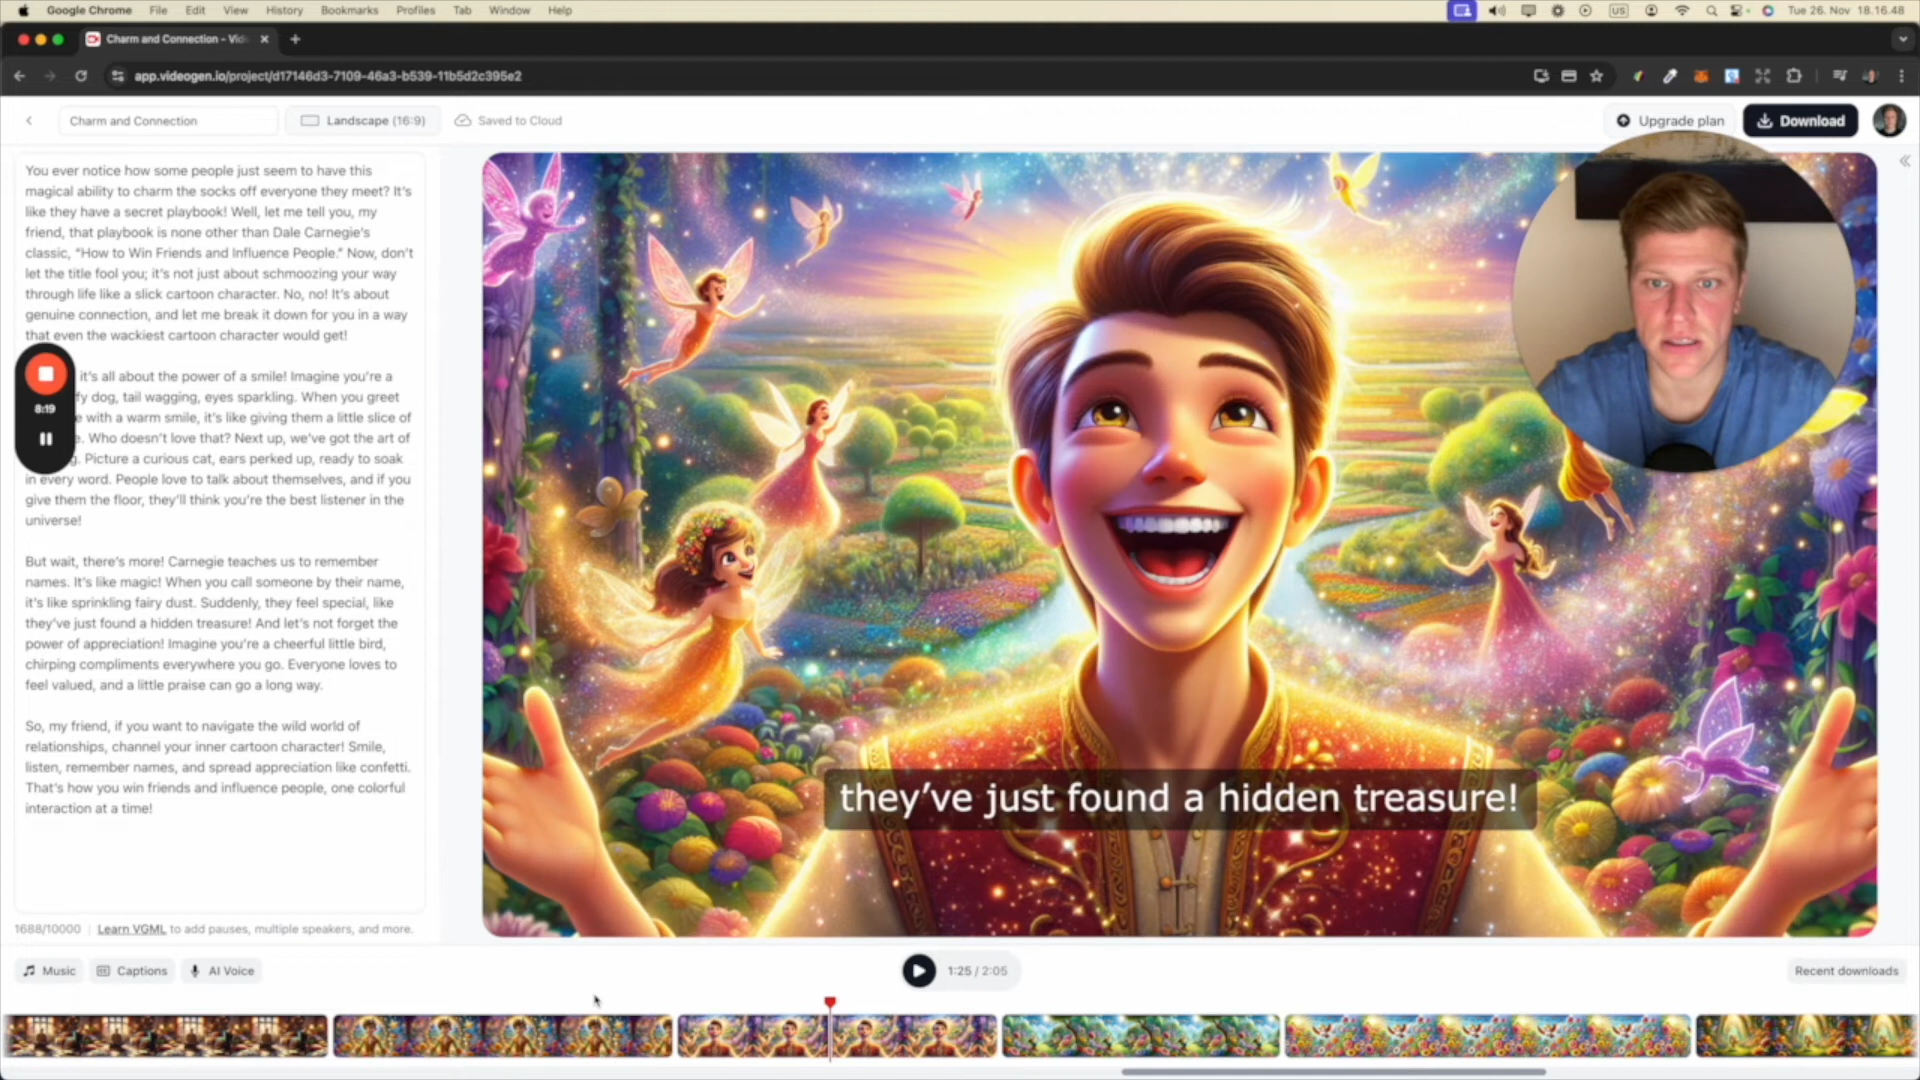 Google Chrome File Edit View History Bookmarks Profiles Tab Window Help US Tue 26. Nov 18.16.48
Charm and Connection - Vid
app.videogen.io/project/d17146d3-7109-46a3-b539-11b5d2c395e2
Charm and Connection Landscape (16:9) Saved to Cloud Upgrade plan Download
You ever notice how some people just seem to have this
magical ability to charm the socks off everyone they meet? It's
like they have a secret playbook! Well, let me tell you, my
friend, that playbook is none other than Dale Carnegie's
classic, “How to Win Friends and Influence People.” Now, don't
let the title fool you; it's not just about schmoozing your way
through life like a slick cartoon character. No, no! It's about
genuine connection, and let me break it down for you in a way
that even the wackiest cartoon character would get!
it's all about the power of a smile! Imagine you're a
fy dog, tail wagging, eyes sparkling. When you greet
e with a warm smile, it's like giving them a little slice of
e. Who doesn't love that? Next up, we've got the art of
g. Picture a curious cat, ears perked up, ready to soak
in every word. People love to talk about themselves, and if you
give them the floor, they'll think you're the best listener in the
universe!
But wait, there's more! Carnegie teaches us to remember
names. It's like magic! When you call someone by their name,
it's like sprinkling fairy dust. Suddenly, they feel special, like
they've just found a hidden treasure! And let's not forget the
power of appreciation! Imagine you're a cheerful little bird,
chirping compliments everywhere you go. Everyone loves to
feel valued, and a little praise can go a long way.
So, my friend, if you want to navigate the wild world of
relationships, channel your inner cartoon character! Smile,
listen, remember names, and spread appreciation like confetti.
That's how you win friends and influence people, one colorful
interaction at a time!
8:19
they've just found a hidden treasure!
1688/10000 | Learn VGML to add pauses, multiple speakers, and more.
Music Captions AI Voice 1:25 / 2:05 Recent downloads